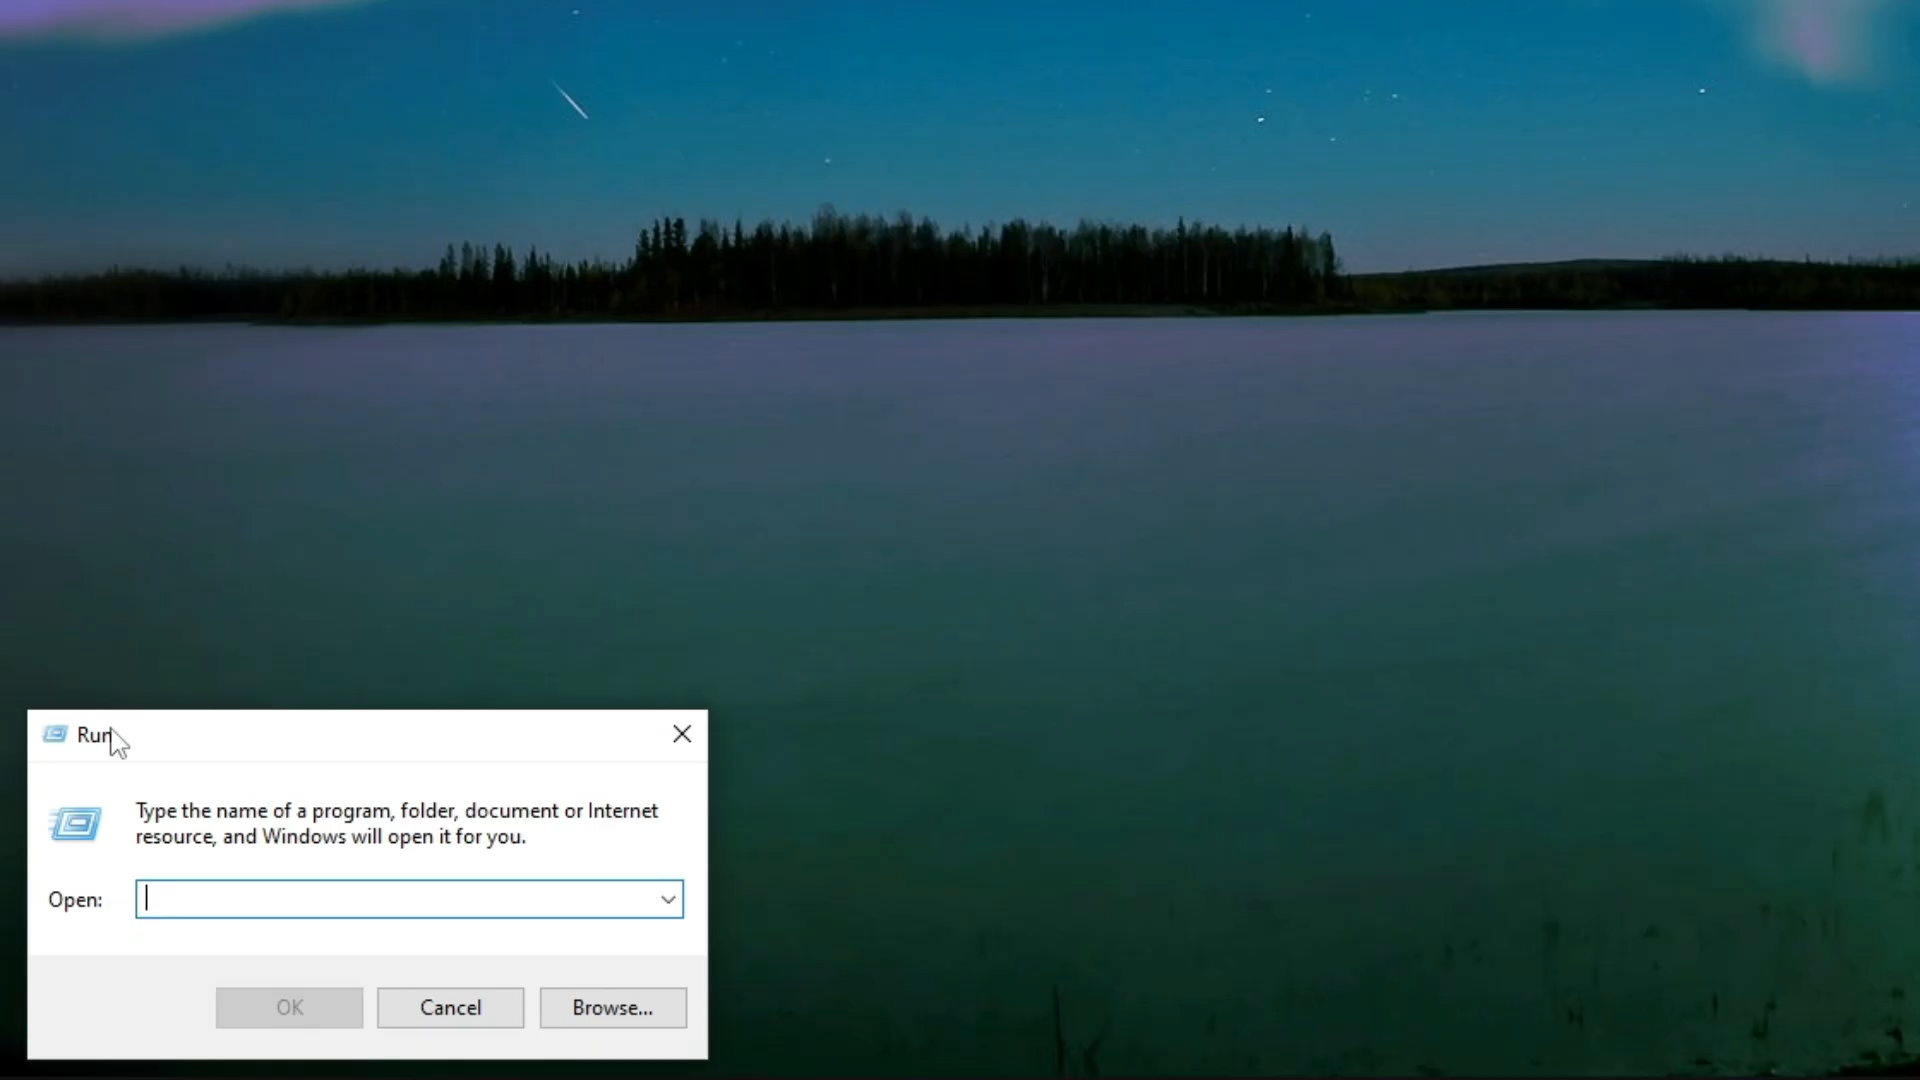 Run
Type the name of a program, folder, document or Internet
resource, and Windows will open it for you.
Open:
OK
Cancel
Browse...